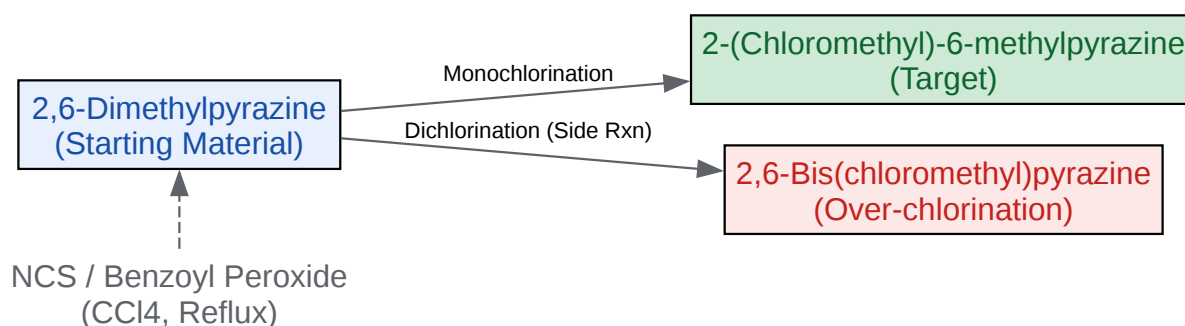 2-(Chloromethyl)-6-methylpyrazine
(Target)
Monochlorination
2,6-Dimethylpyrazine
(Starting Material)
Dichlorination (Side Rxn)
2,6-Bis(chloromethyl)pyrazine
(Over-chlorination)
NCS / Benzoyl Peroxide
(CCl4, Reflux)